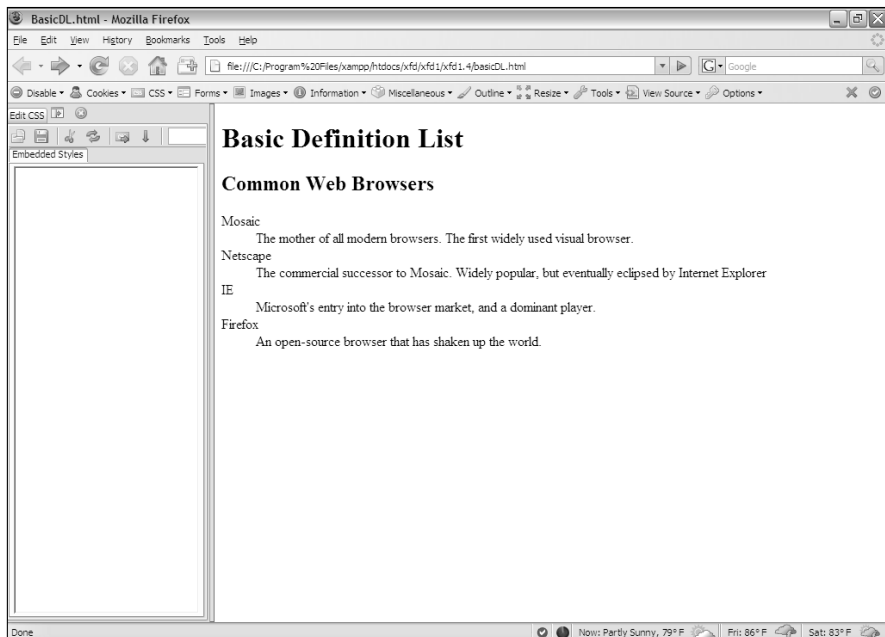 BasicDL.html - Mozilla Firefox
File Edit View History Bookmarks Tools Help
file:///C:/Program%20Files/xampp/htdocs/xfd/xfd1/xfd1.4/basicDL.html
G Google
Disable Cookies CSS Forms Images Information Miscellaneous Outline Resize Tools View Source Options
Edit CSS
Embedded Styles
Basic Definition List
Common Web Browsers
Mosaic
The mother of all modern browsers. The first widely used visual browser.
Netscape
The commercial successor to Mosaic. Widely popular, but eventually eclipsed by Internet Explorer
IE
Microsoft's entry into the browser market, and a dominant player.
Firefox
An open-source browser that has shaken up the world.
Done
Now: Partly Sunny, 79° F Fri: 86° F Sat: 83° F